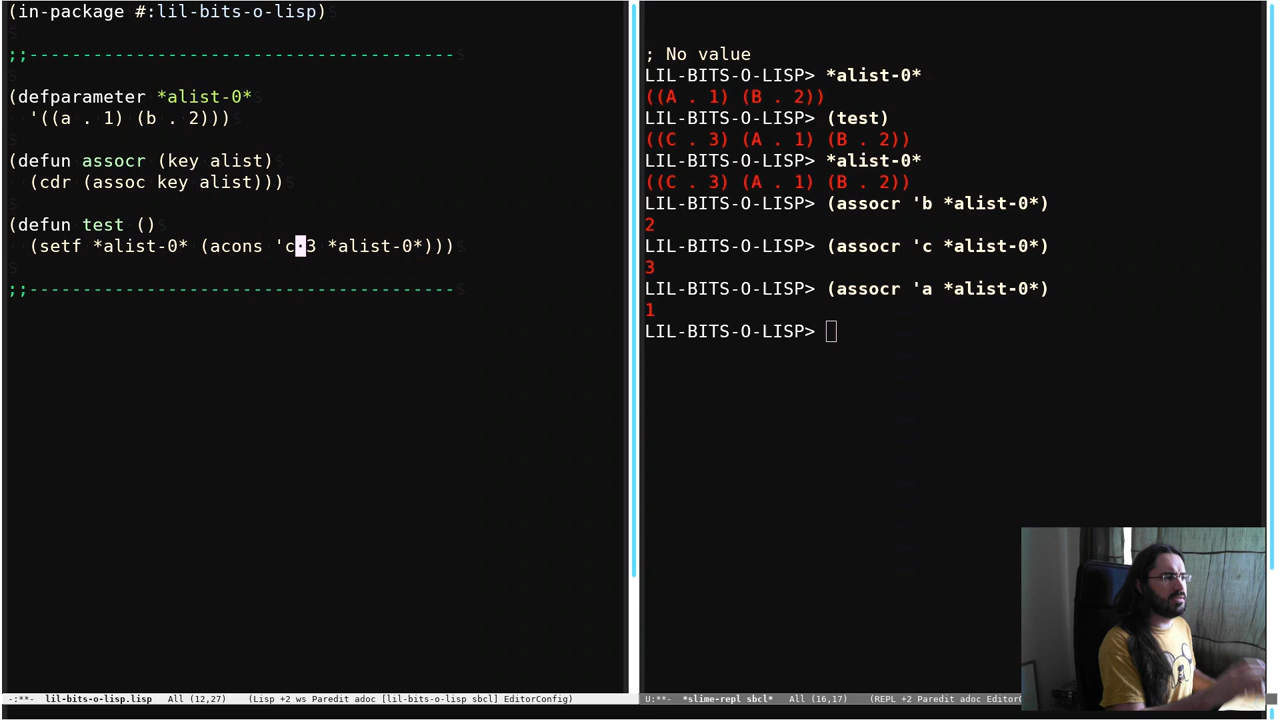 (in-package #:lil-bits-o-lisp)
;;----------------------------------------
(defparameter *alist-0*
'((a . 1) (b . 2)))
(defun assocr (key alist)
(cdr (assoc key alist)))
(defun test ()
(setf *alist-0* (acons 'c 3 *alist-0*)))
;;----------------------------------------
-:**- lil-bits-o-lisp.lisp All (12,27) (Lisp +2 ws Paredit adoc [lil-bits-o-lisp sbcl] EditorConfig)
; No value
LIL-BITS-O-LISP> *alist-0*
((A . 1) (B . 2))
LIL-BITS-O-LISP> (test)
((C . 3) (A . 1) (B . 2))
LIL-BITS-O-LISP> *alist-0*
((C . 3) (A . 1) (B . 2))
LIL-BITS-O-LISP> (assocr 'b *alist-0*)
2
LIL-BITS-O-LISP> (assocr 'c *alist-0*)
3
LIL-BITS-O-LISP> (assocr 'a *alist-0*)
1
LIL-BITS-O-LISP>
U:**- *slime-repl sbcl* All (16,17) (REPL +2 Paredit adoc EditorC